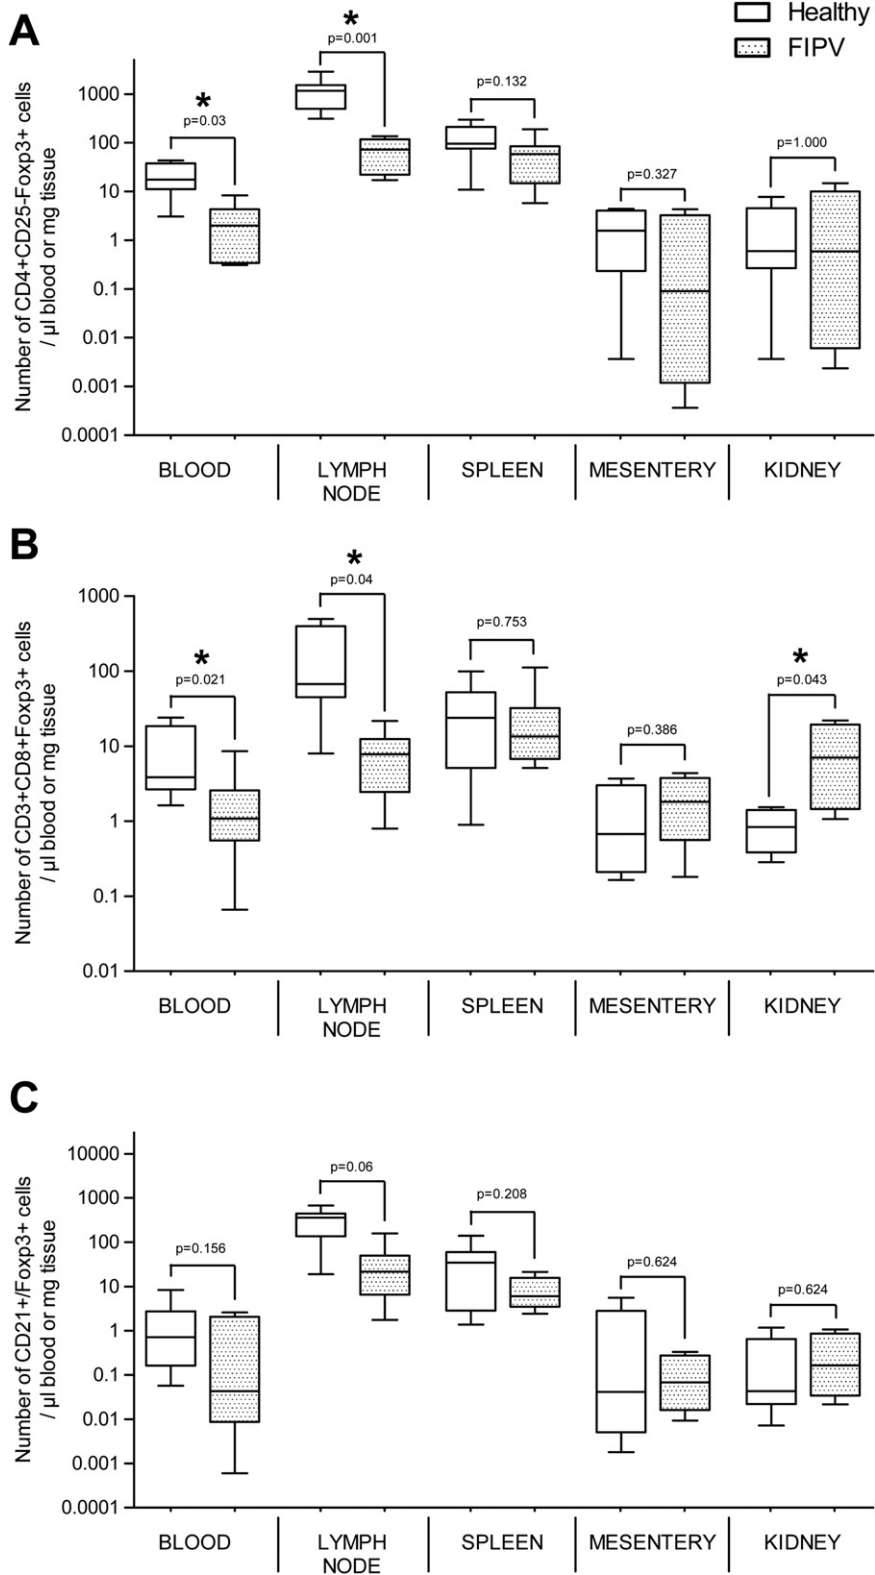 Healthy
FIPV
A
Number of CD4+CD25-Foxp3+ cells
/ µl blood or mg tissue
1000
100
10
1
0.1
0.01
0.001
0.0001
*
p=0.03
*
p=0.001
p=0.132
p=0.327
p=1.000
BLOOD
LYMPH
NODE
SPLEEN
MESENTERY
KIDNEY
B
Number of CD3+CD8+Foxp3+ cells
/ µl blood or mg tissue
1000
100
10
1
0.1
0.01
*
p=0.021
*
p=0.04
p=0.753
p=0.386
*
p=0.043
BLOOD
LYMPH
NODE
SPLEEN
MESENTERY
KIDNEY
C
Number of CD21+/Foxp3+ cells
/ µl blood or mg tissue
10000
1000
100
10
1
0.1
0.01
0.001
0.0001
p=0.156
p=0.06
p=0.208
p=0.624
p=0.624
BLOOD
LYMPH
NODE
SPLEEN
MESENTERY
KIDNEY